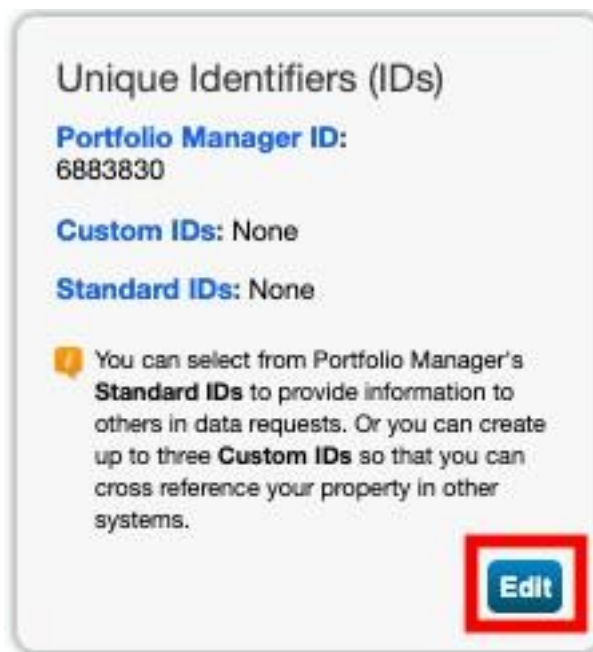 Unique Identifiers (IDs)
Portfolio Manager ID:
6883830
Custom IDs: None
Standard IDs: None
You can select from Portfolio Manager's
Standard IDs to provide information to
others in data requests. Or you can create
up to three Custom IDs so that you can
cross reference your property in other
systems.
Edit